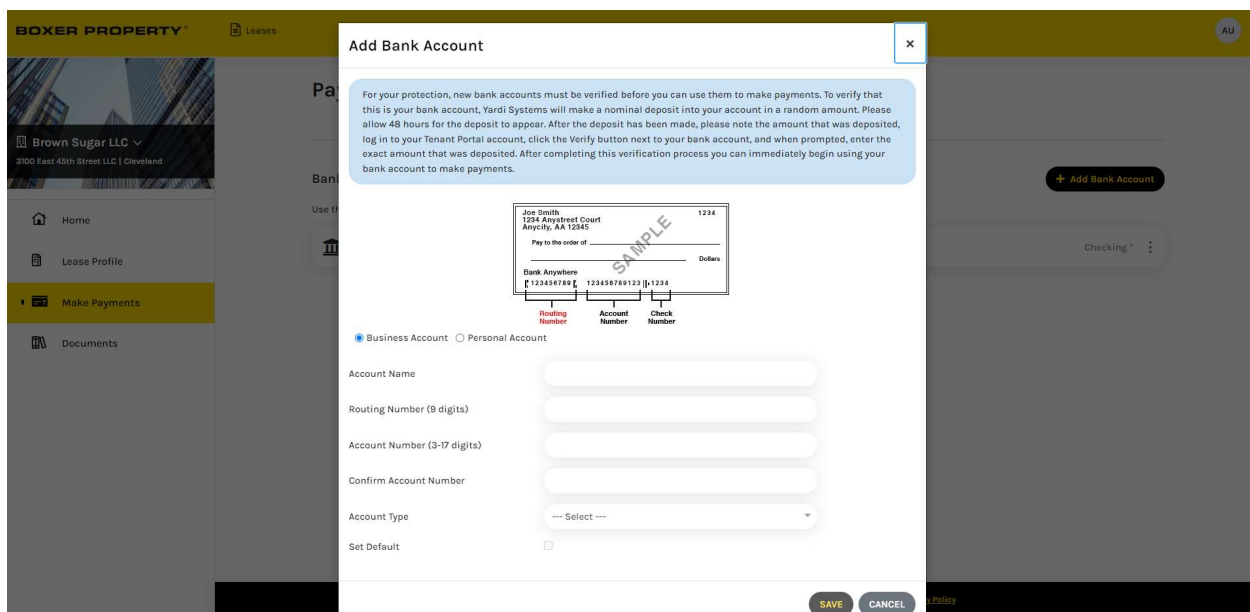 BOXER PROPERTY
Leases
AU
Brown Sugar LLC
3100 East 45th Street LLC | Cleveland
Home
Lease Profile
Make Payments
Documents
+ Add Bank Account
Checking *
Add Bank Account
×
For your protection, new bank accounts must be verified before you can use them to make payments. To verify that
this is your bank account, Yardi Systems will make a nominal deposit into your account in a random amount. Please
allow 48 hours for the deposit to appear. After the deposit has been made, please note the amount that was deposited,
log in to your Tenant Portal account, click the Verify button next to your bank account, and when prompted, enter the
exact amount that was deposited. After completing this verification process you can immediately begin using your
bank account to make payments.
Joe Smith 1234
1234 Anystreet Court
Anycity, AA 12345
Pay to the order of
Dollars
SAMPLE
Bank Anywhere
123456789 123456789123 1234
Routing Number
Account Number
Check Number
Business Account Personal Account
Account Name
Routing Number (9 digits)
Account Number (3-17 digits)
Confirm Account Number
Account Type --- Select ---
Set Default
SAVE CANCEL
Policy